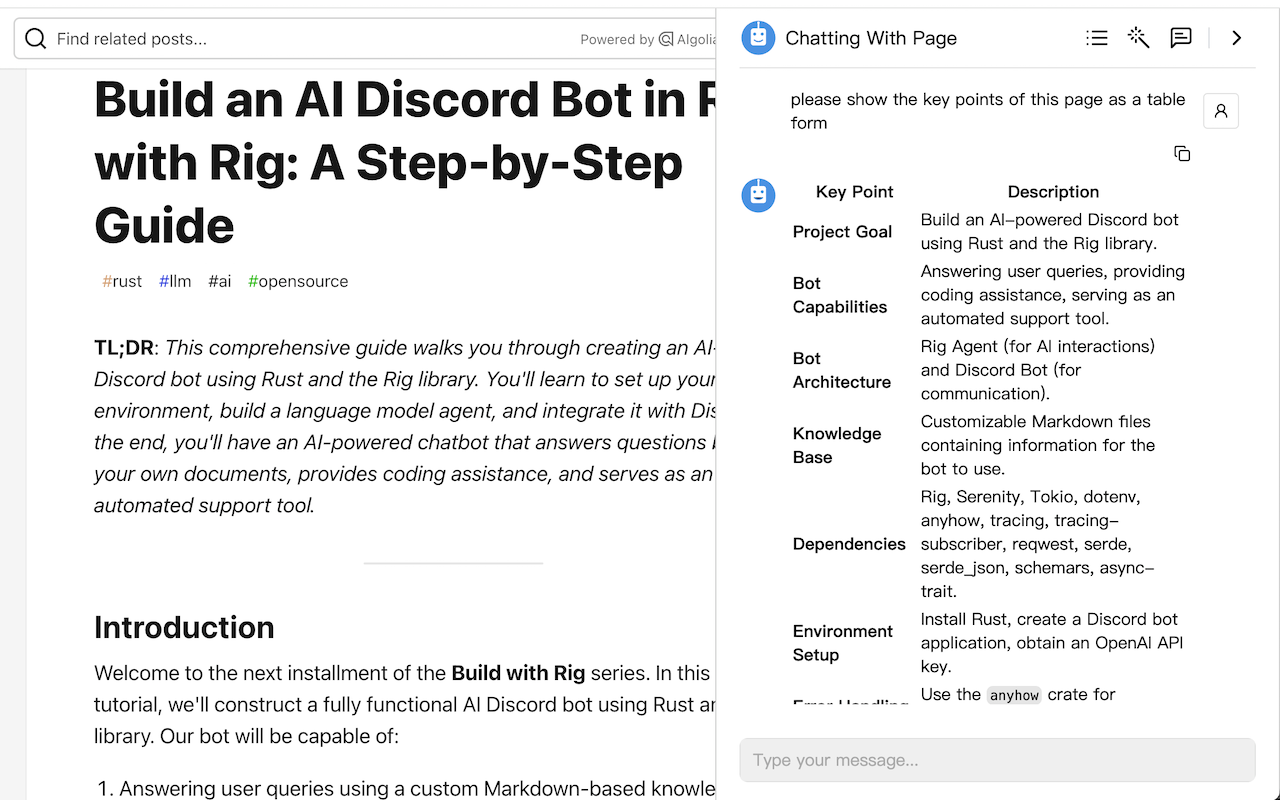 Find related posts...
Powered by Algolia
Build an AI Discord Bot in R
with Rig: A Step-by-Step
Guide
#rust #llm #ai #opensource
TL;DR: This comprehensive guide walks you through creating an AI-
Discord bot using Rust and the Rig library. You'll learn to set up your
environment, build a language model agent, and integrate it with Dis
the end, you'll have an AI-powered chatbot that answers questions b
your own documents, provides coding assistance, and serves as an
automated support tool.
Introduction
Welcome to the next installment of the Build with Rig series. In this
tutorial, we'll construct a fully functional AI Discord bot using Rust an
library. Our bot will be capable of:
1. Answering user queries using a custom Markdown-based knowle
Chatting With Page
please show the key points of this page as a table
form
Key Point Description
Project Goal
Build an AI-powered Discord bot
using Rust and the Rig library.
Bot
Capabilities
Answering user queries, providing
coding assistance, serving as an
automated support tool.
Bot
Architecture
Rig Agent (for AI interactions)
and Discord Bot (for
communication).
Knowledge
Base
Customizable Markdown files
containing information for the
bot to use.
Dependencies
Rig, Serenity, Tokio, dotenv,
anyhow, tracing, tracing-
subscriber, reqwest, serde,
serde_json, schemars, async-
trait.
Environment
Setup
Install Rust, create a Discord bot
application, obtain an OpenAI API
key.
Error Handling
Use the anyhow crate for
Type your message...